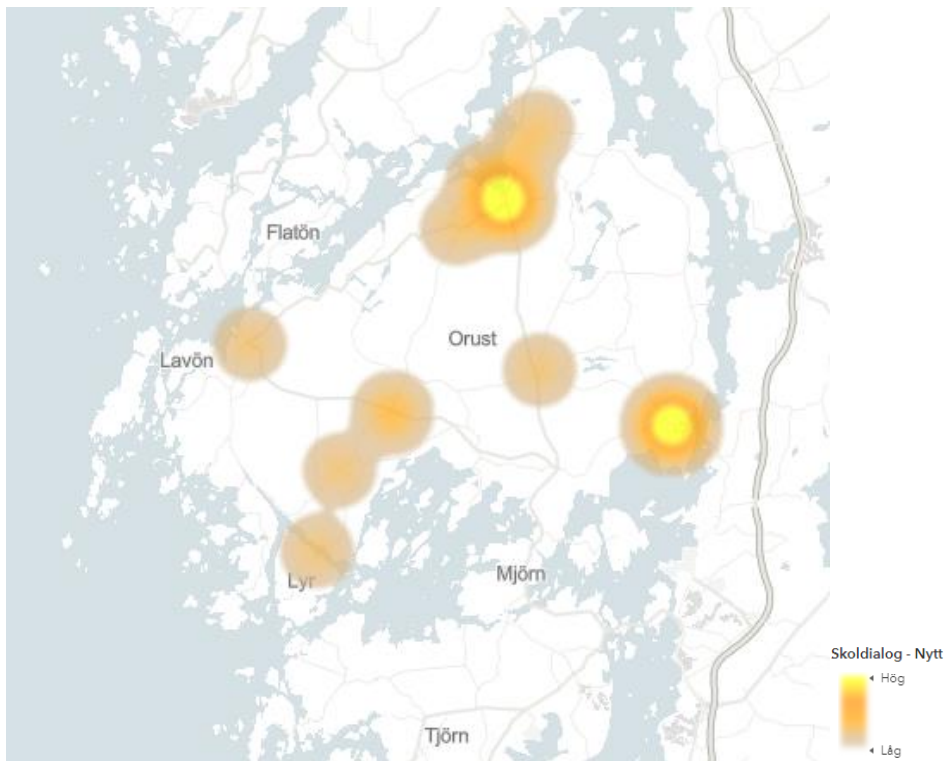 Flatön
Orust
Lavön
Lyr
Mjörn
Tjörn
Skoldialog - Nytt
Hög
Låg